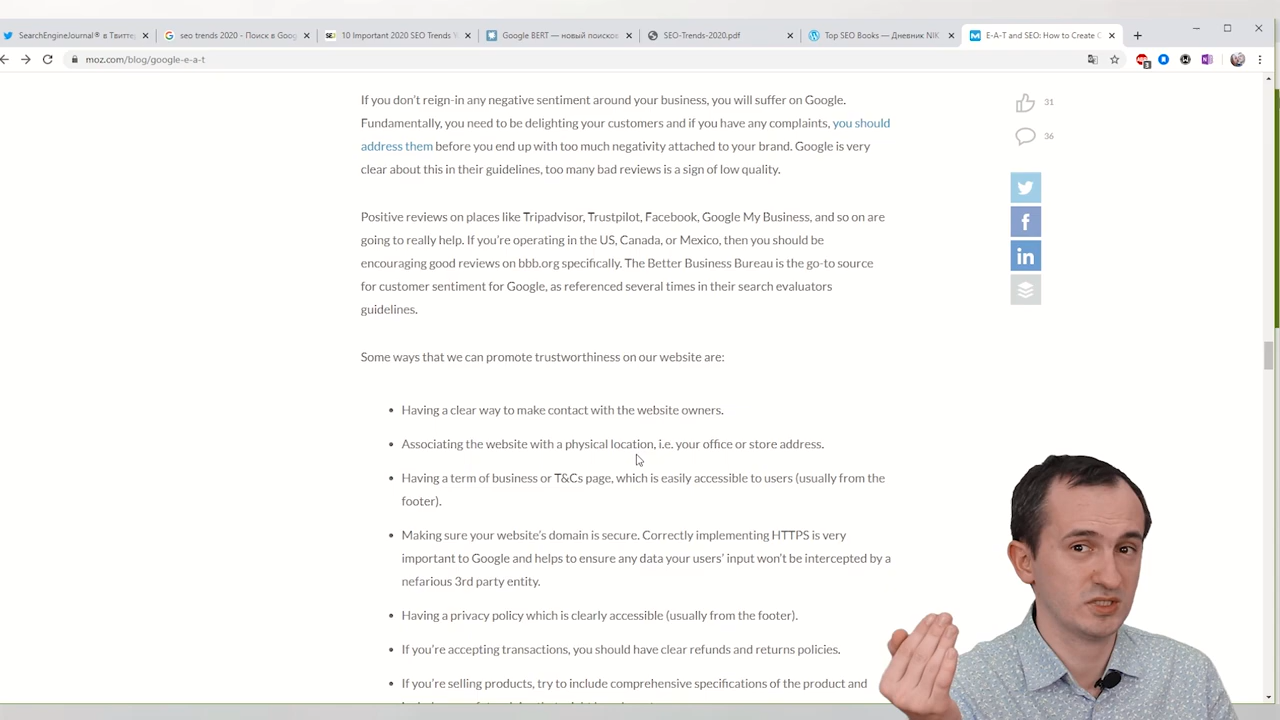 SearchEngineJournal® в Твитте
seo trends 2020 - Поиск в Googl
10 Important 2020 SEO Trends Y
Google BERT — новый поисков
SEO-Trends-2020.pdf
Top SEO Books — Дневник NIK
E-A-T and SEO: How to Create C
moz.com/blog/google-e-a-t
3
If you don’t reign-in any negative sentiment around your business, you will suffer on Google.
Fundamentally, you need to be delighting your customers and if you have any complaints, you should
address them before you end up with too much negativity attached to your brand. Google is very
clear about this in their guidelines, too many bad reviews is a sign of low quality.
31
36
Positive reviews on places like Tripadvisor, Trustpilot, Facebook, Google My Business, and so on are
going to really help. If you’re operating in the US, Canada, or Mexico, then you should be
encouraging good reviews on bbb.org specifically. The Better Business Bureau is the go-to source
for customer sentiment for Google, as referenced several times in their search evaluators
guidelines.
Some ways that we can promote trustworthiness on our website are:
• Having a clear way to make contact with the website owners.
• Associating the website with a physical location, i.e. your office or store address.
• Having a term of business or T&Cs page, which is easily accessible to users (usually from the
footer).
• Making sure your website’s domain is secure. Correctly implementing HTTPS is very
important to Google and helps to ensure any data your users’ input won’t be intercepted by a
nefarious 3rd party entity.
• Having a privacy policy which is clearly accessible (usually from the footer).
• If you’re accepting transactions, you should have clear refunds and returns policies.
• If you’re selling products, try to include comprehensive specifications of the product and